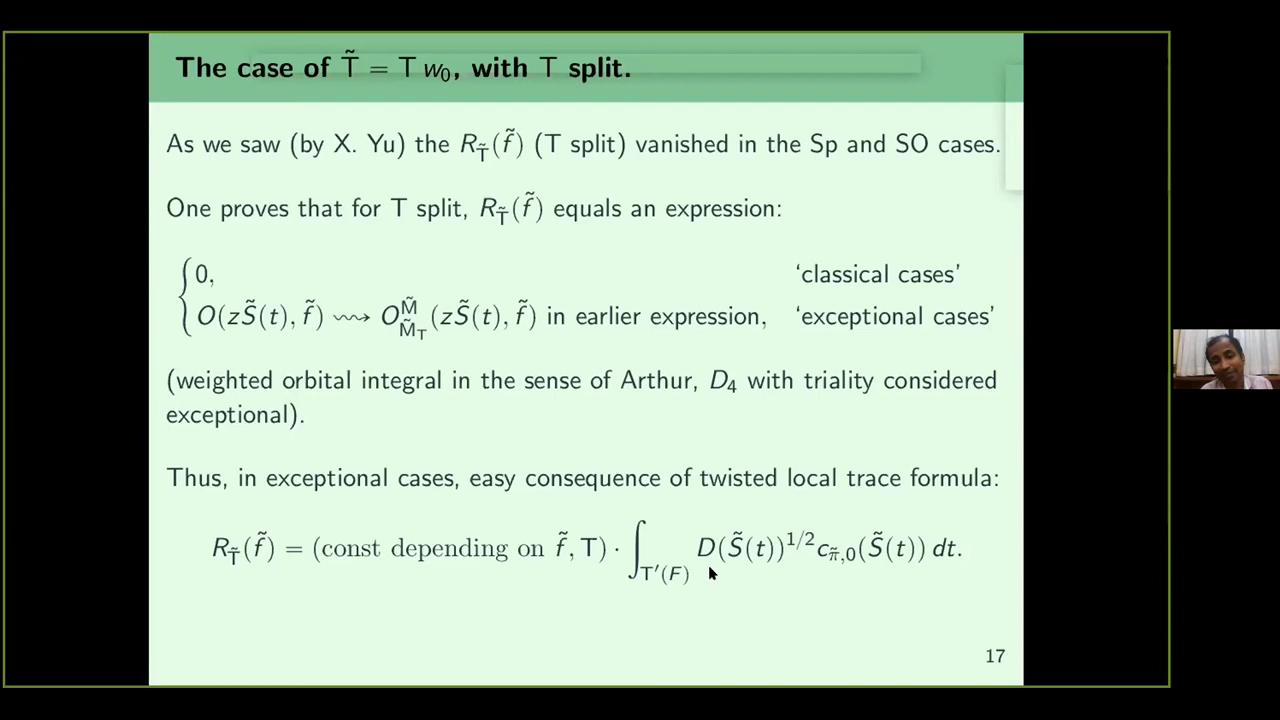 The case of T̃ = T w₀, with T split.
As we saw (by X. Yu) the R_T̃(f̃) (T split) vanished in the Sp and SO cases.
One proves that for T split, R_T̃(f̃) equals an expression:
{ 0, ‘classical cases’
O(zS̃(t), f̃) ⇝ O^M̃_M̃_T(zS̃(t), f̃) in earlier expression, ‘exceptional cases’
(weighted orbital integral in the sense of Arthur, D₄ with triality considered
exceptional).
Thus, in exceptional cases, easy consequence of twisted local trace formula:
R_T̃(f̃) = (const depending on f̃, T) · ∫_T′(F) D(S̃(t))^1/2 c_π̃,0(S̃(t)) dt.
17